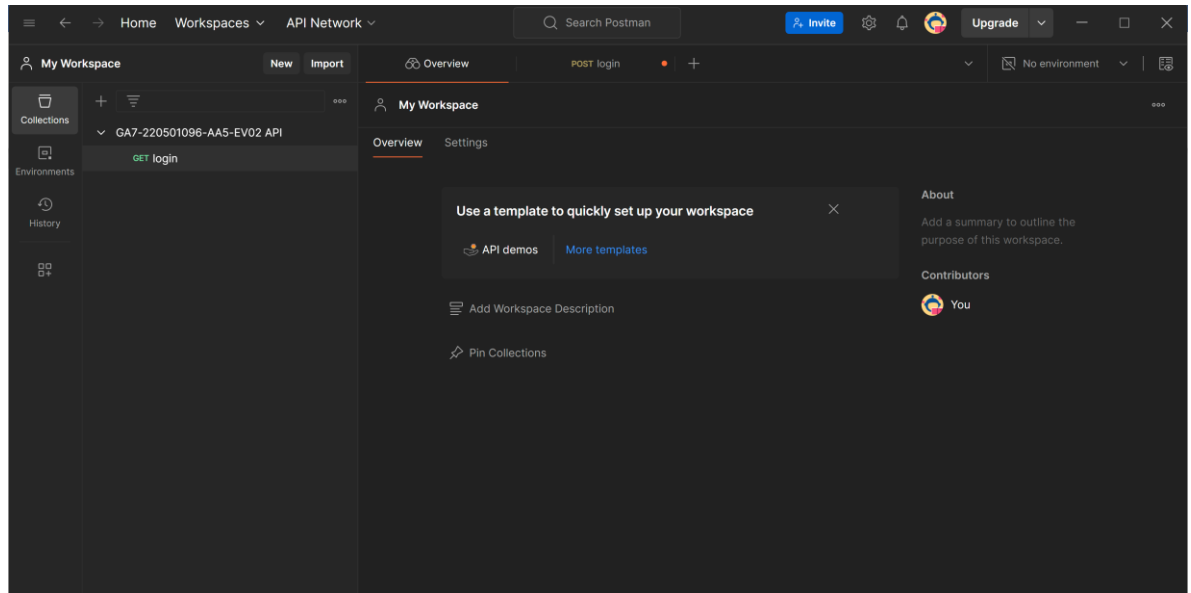 Home Workspaces API Network Search Postman Invite Upgrade
My Workspace New Import Overview POST login No environment
Collections
My Workspace
GA7-220501096-AA5-EV02 API
Overview Settings
GET login
Environments
About
Use a template to quickly set up your workspace
History
Add a summary to outline the
purpose of this workspace.
API demos More templates
Contributors
You
Add Workspace Description
Pin Collections